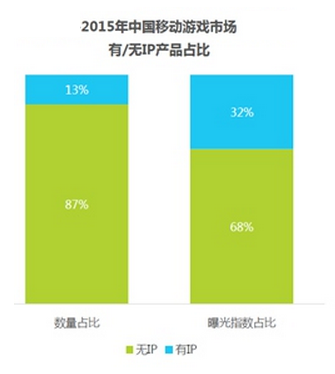 2015年中国移动游戏市场
有/无IP产品占比
13%
32%
87%
68%
数量占比
曝光指数占比
无IP
有IP